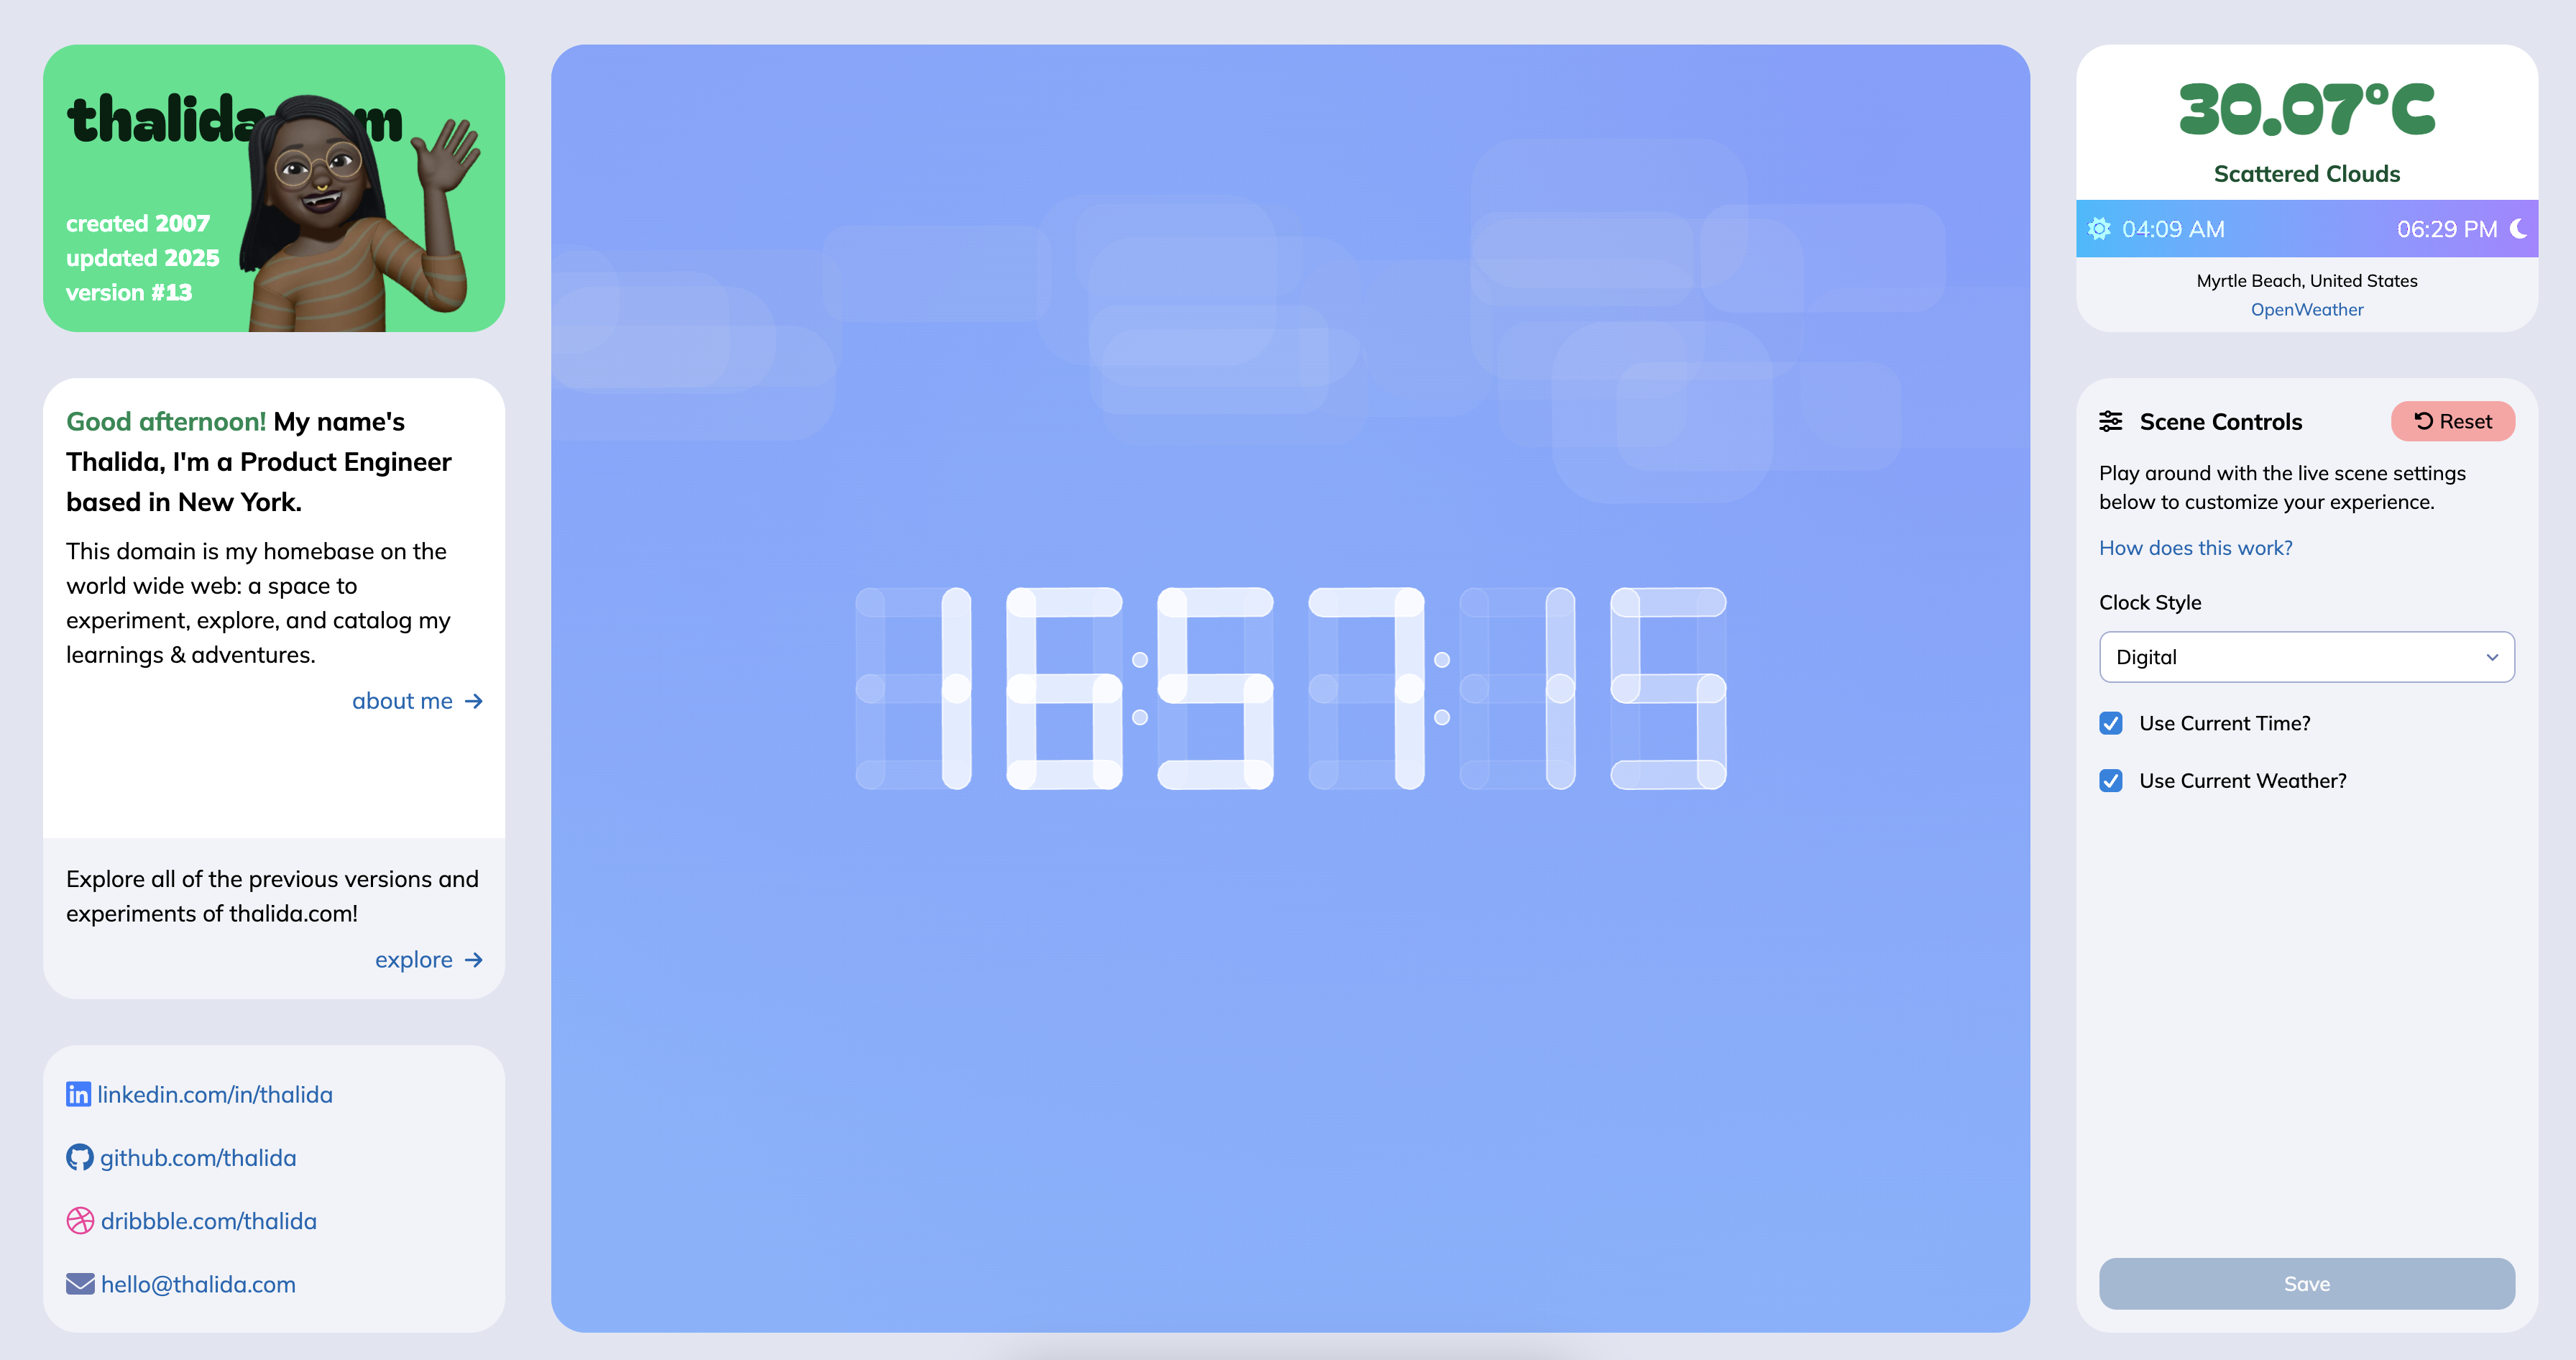 thalida m
created 2007
updated 2025
version #13
Good afternoon! My name's
Thalida, I'm a Product Engineer
based in New York.
This domain is my homebase on the
world wide web: a space to
experiment, explore, and catalog my
learnings & adventures.
about me →
Explore all of the previous versions and
experiments of thalida.com!
explore →
linkedin.com/in/thalida
github.com/thalida
dribbble.com/thalida
hello@thalida.com
16:57:15
30.07°C
Scattered Clouds
04:09 AM 06:29 PM
Myrtle Beach, United States
OpenWeather
Scene Controls Reset
Play around with the live scene settings
below to customize your experience.
How does this work?
Clock Style
Digital
Use Current Time?
Use Current Weather?
Save